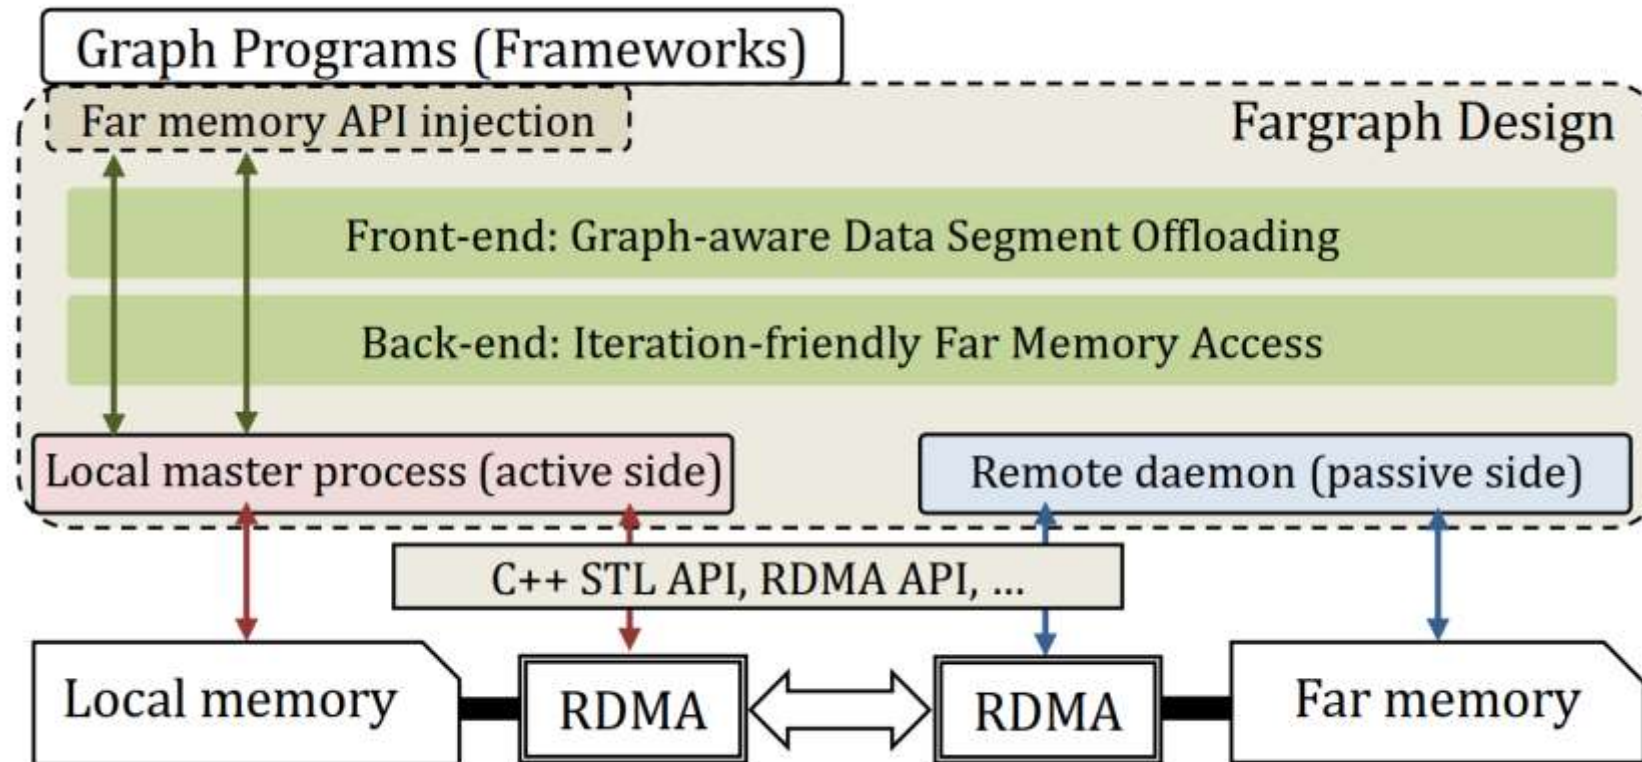 Graph Programs (Frameworks)
Far memory API injection
Fargraph Design
Front-end: Graph-aware Data Segment Offloading
Back-end: Iteration-friendly Far Memory Access
Local master process (active side)
Remote daemon (passive side)
C++ STL API, RDMA API, ...
Local memory
RDMA
RDMA
Far memory